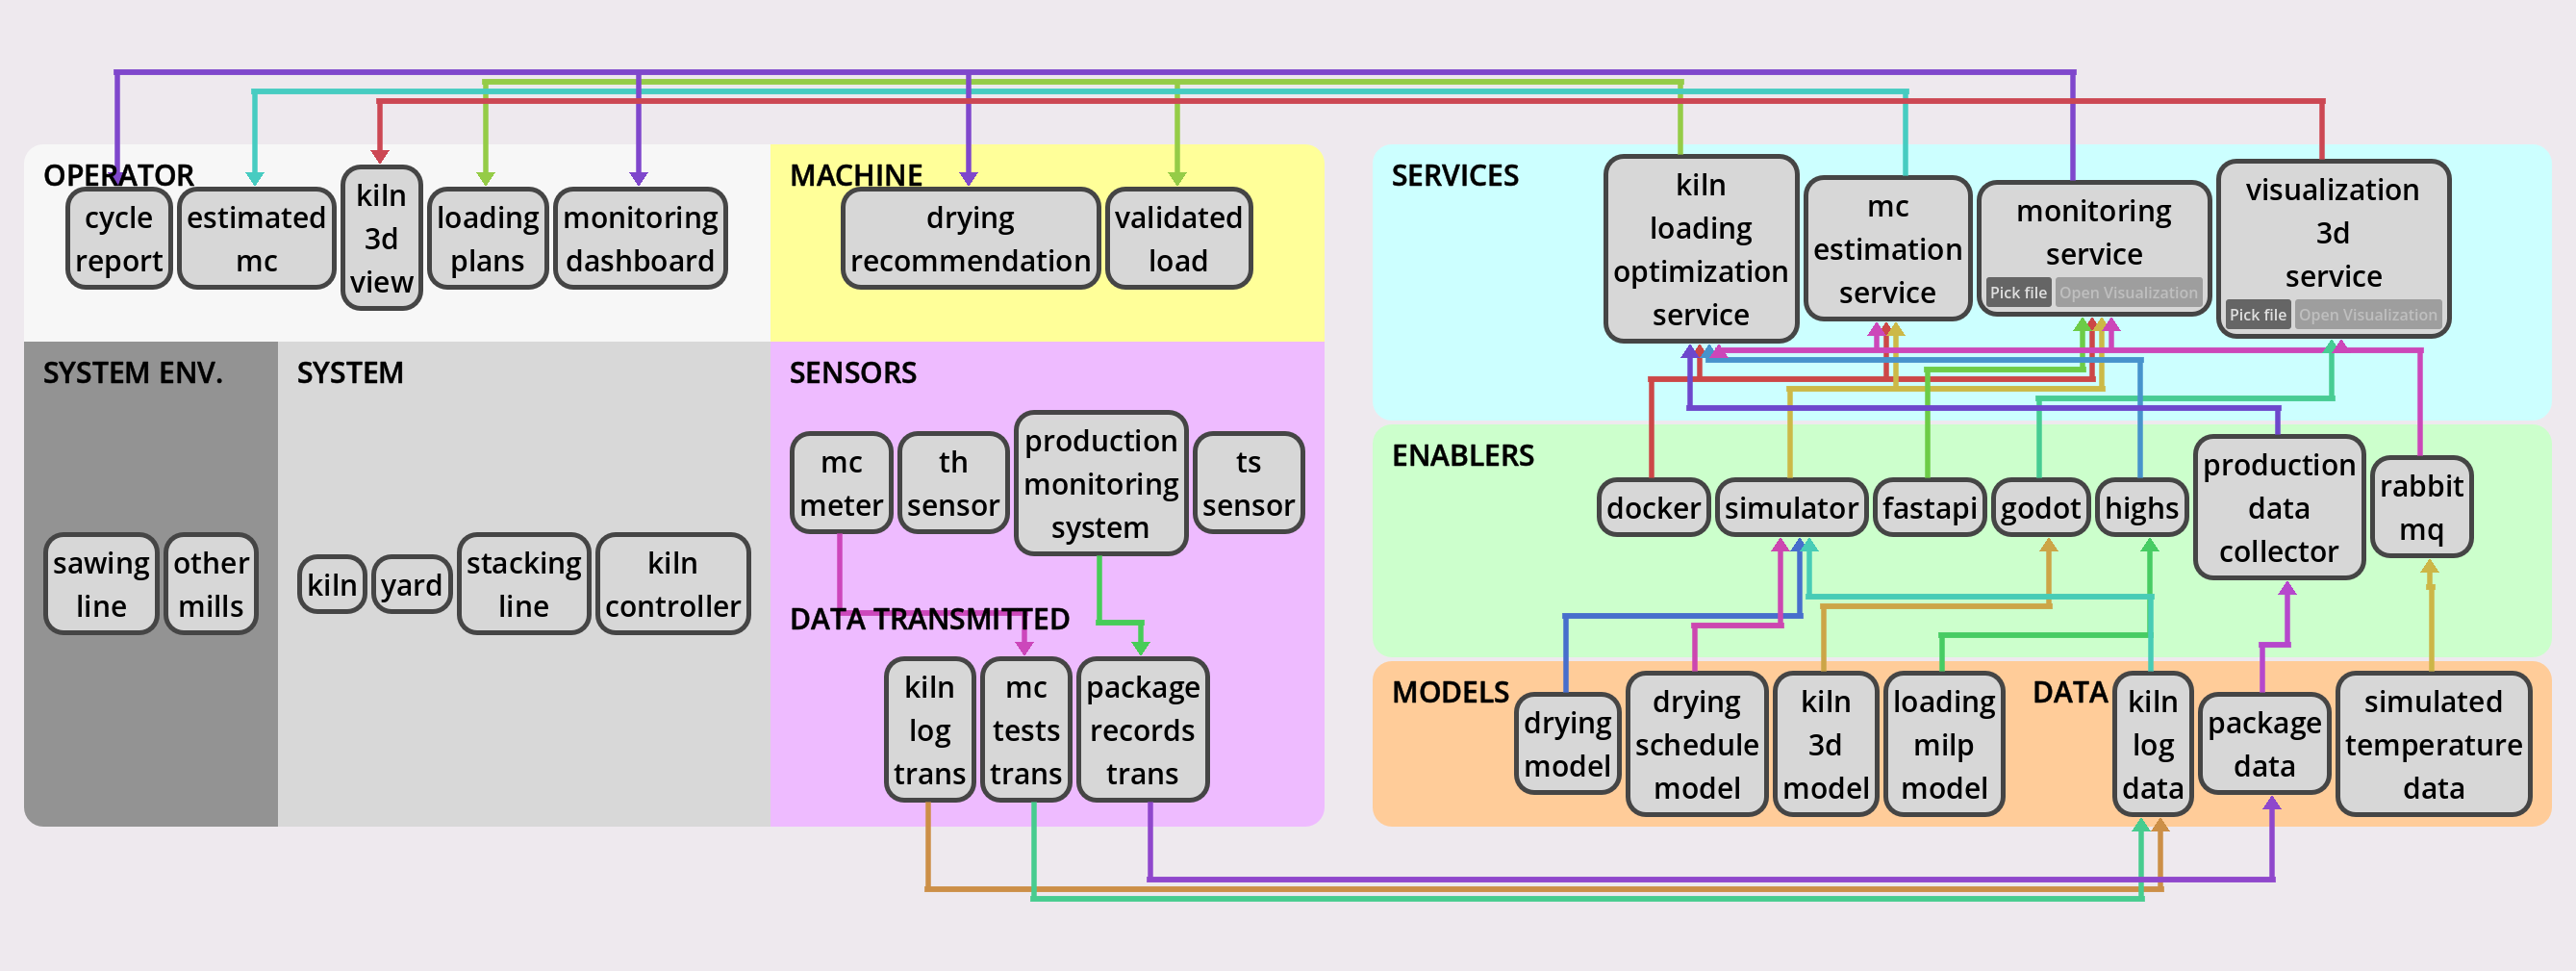 OPERATOR
cycle
report
estimated
mc
kiln
3d
view
loading
plans
monitoring
dashboard
MACHINE
drying
recommendation
validated
load
SERVICES
kiln
loading
optimization
service
mc
estimation
service
monitoring
service
Pick file
Open Visualization
visualization
3d
service
Pick file
Open Visualization
SYSTEM ENV.
sawing
line
other
mills
SYSTEM
kiln
yard
stacking
line
kiln
controller
SENSORS
mc
meter
th
sensor
production
monitoring
system
ts
sensor
DATA TRANSMITTED
kiln
log
trans
mc
tests
trans
package
records
trans
ENABLERS
docker
simulator
fastapi
godot
highs
production
data
collector
rabbit
mq
MODELS
drying
model
drying
schedule
model
kiln
3d
model
loading
milp
model
DATA
kiln
log
data
package
data
simulated
temperature
data